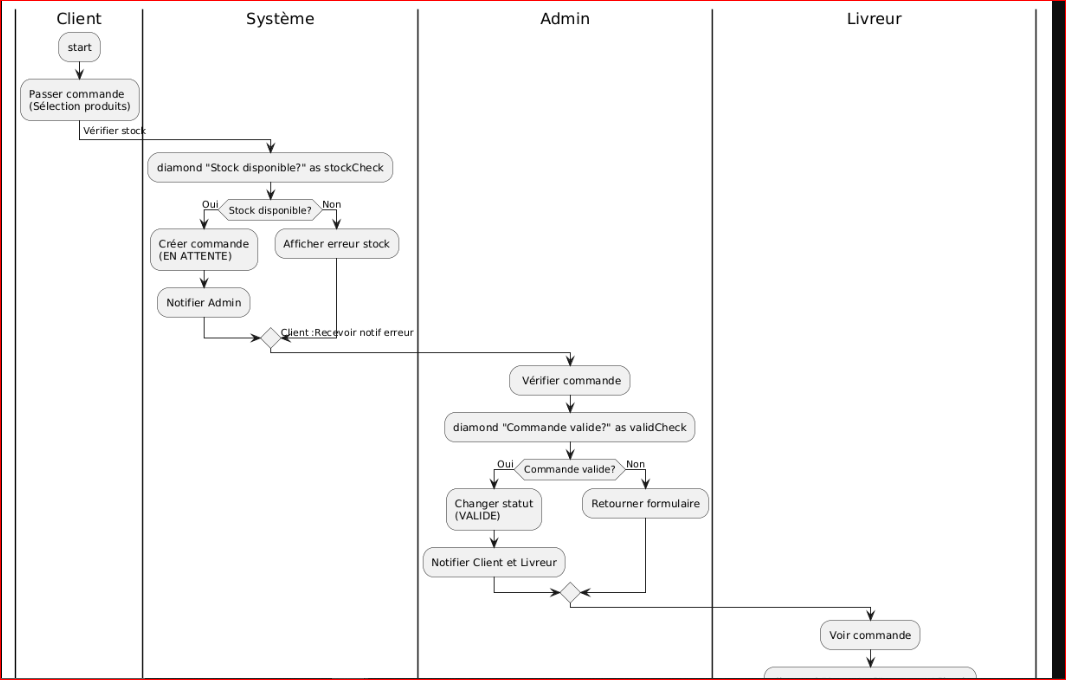 Client
Système
Admin
Livreur
start
Passer commande
(Sélection produits)
Vérifier stock
diamond "Stock disponible?" as stockCheck
Oui
Stock disponible?
Non
Créer commande
(EN ATTENTE)
Afficher erreur stock
Notifier Admin
Client :Recevoir notif erreur
Vérifier commande
diamond "Commande valide?" as validCheck
Oui
Commande valide?
Non
Changer statut
(VALIDE)
Retourner formulaire
Notifier Client et Livreur
Voir commande